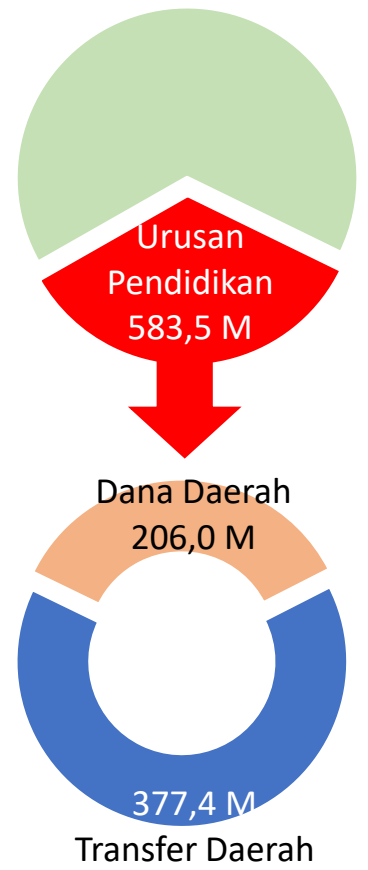 Urusan
Pendidikan
583,5 M
Dana Daerah
206,0 M
377,4 M
Transfer Daerah